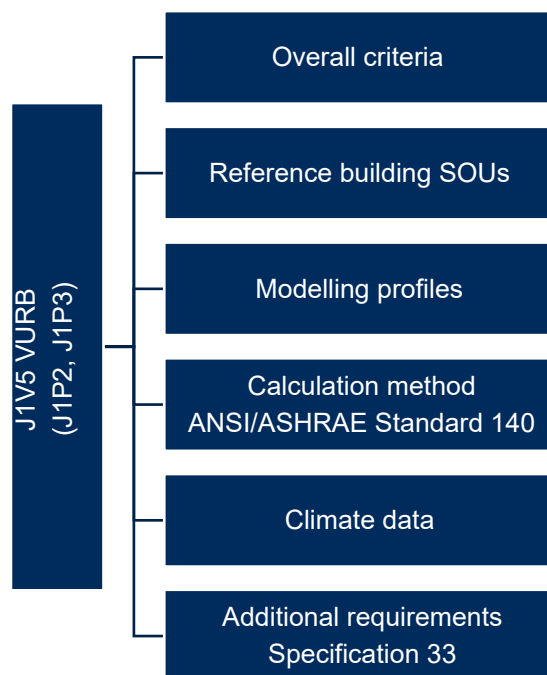 J1V5 VURB
(J1P2, J1P3)
Overall criteria
Reference building SOUs
Modelling profiles
Calculation method
ANSI/ASHRAE Standard 140
Climate data
Additional requirements
Specification 33